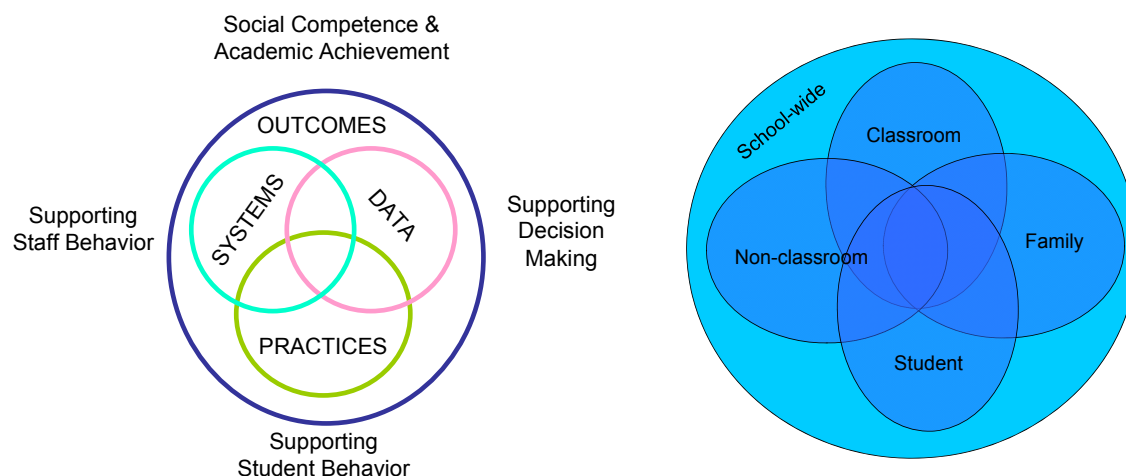 Social Competence &
Academic Achievement
OUTCOMES
SYSTEMS
DATA
PRACTICES
Supporting
Staff Behavior
Supporting
Decision
Making
Supporting
Student Behavior
School-wide
Classroom
Non-classroom
Family
Student